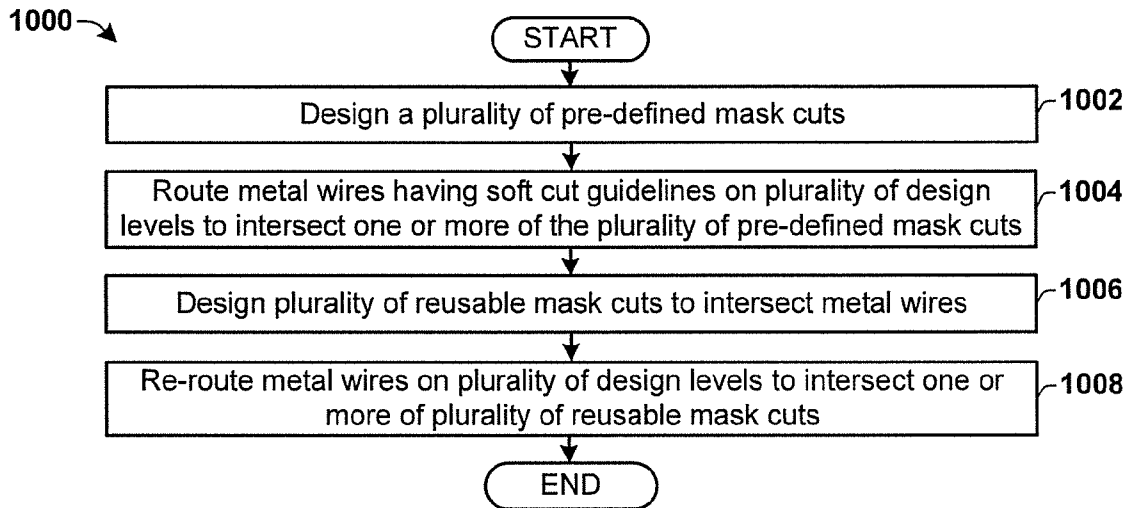 1000
START
Design a plurality of pre-defined mask cuts
1002
Route metal wires having soft cut guidelines on plurality of design
levels to intersect one or more of the plurality of pre-defined mask cuts
1004
Design plurality of reusable mask cuts to intersect metal wires
1006
Re-route metal wires on plurality of design levels to intersect one or
more of plurality of reusable mask cuts
1008
END